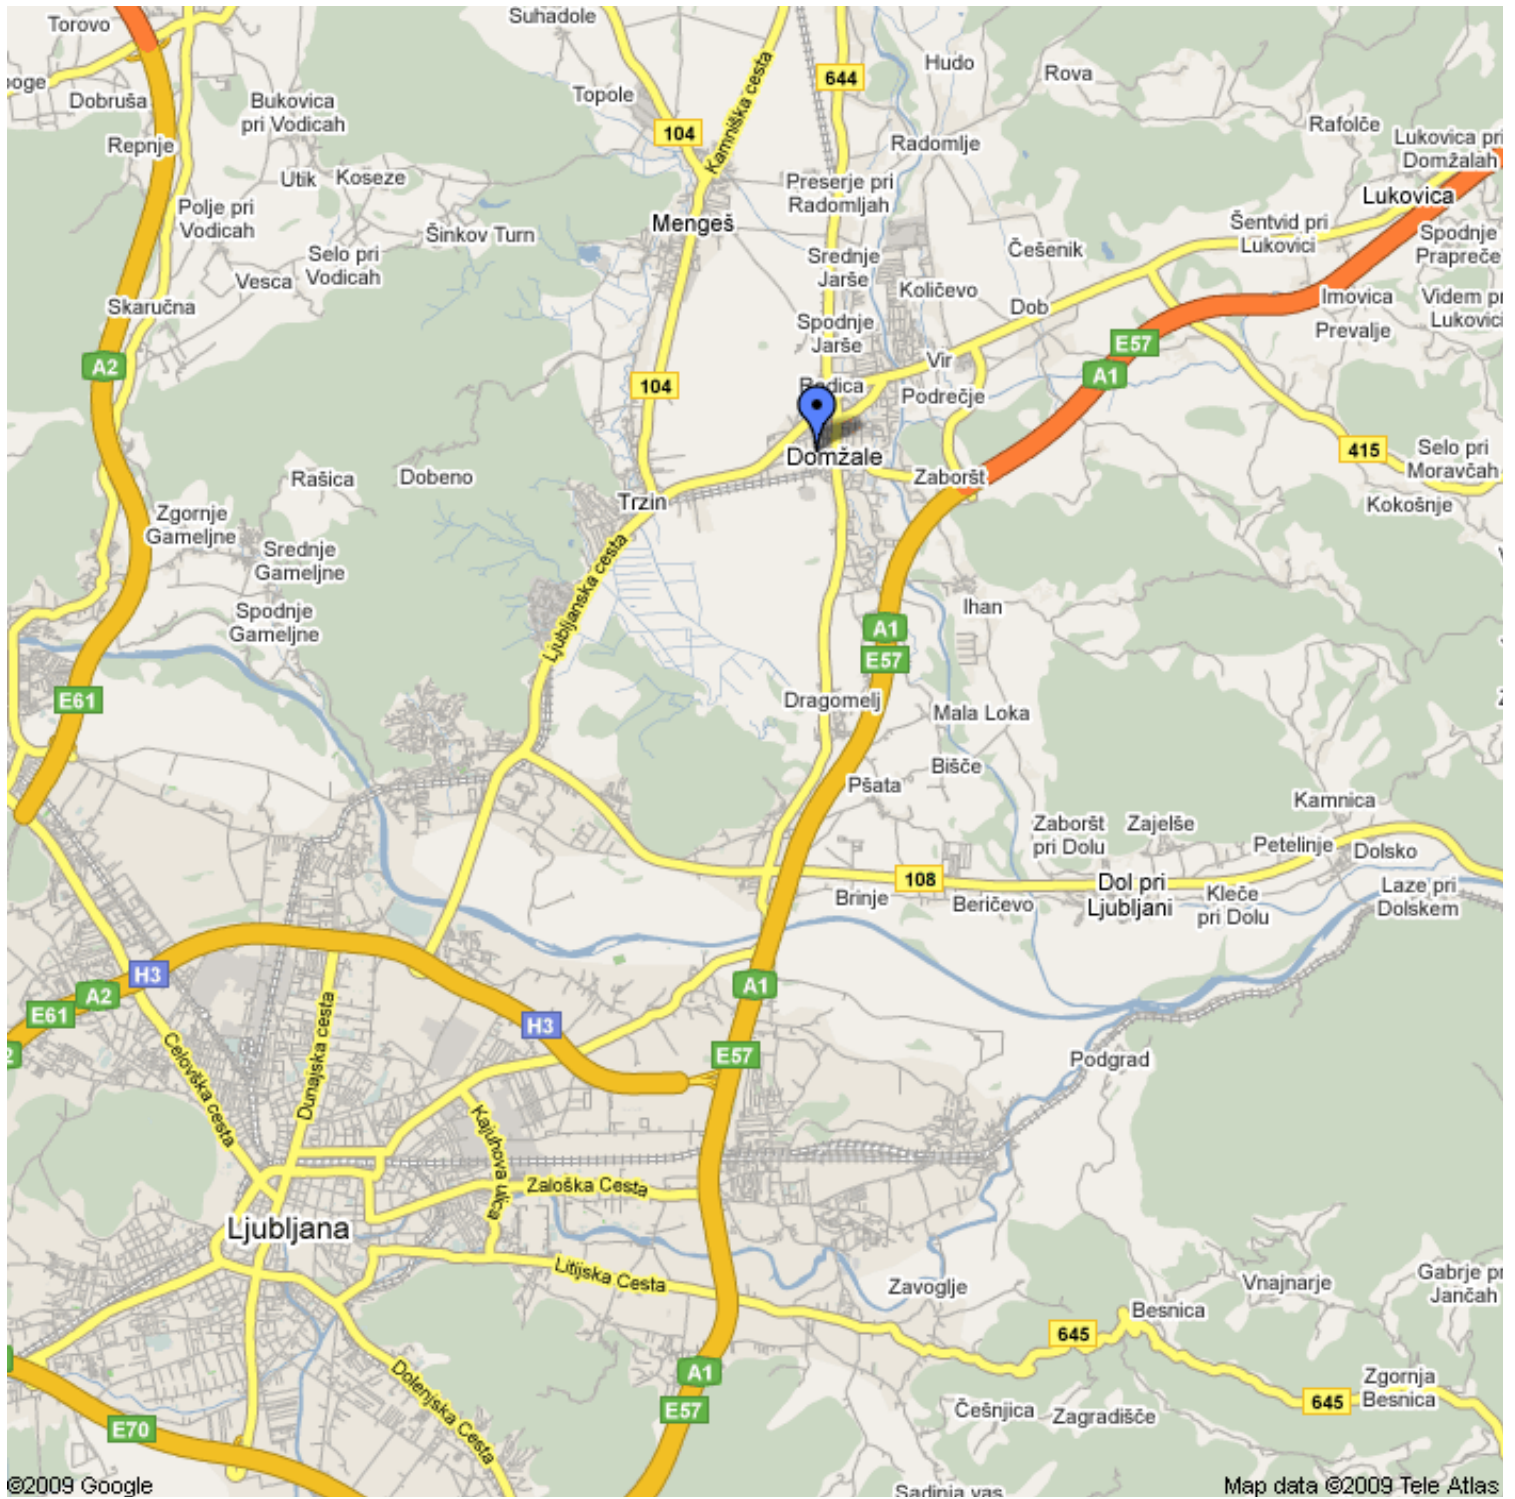 Torovo
Suhadole
Hudo
Rova
644
Dobruša
Bukovica
pri Vodicah
Topole
104
Kamniška cesta
Radomlje
Rafolče
Lukovica pri
Domžalah
Repnje
Utik
Koseze
Preserje pri
Radomljah
Lukovica
Polje pri
Vodicah
Šinkov Turn
Mengeš
Šentvid pri
Lukovici
Spodnje
Prapreče
Selo pri
Vodicah
Vesca
Srednje
Jarše
Češenik
Količevo
Dob
Imovica
Videm pri
Lukovici
Prevalje
Skaručna
Spodnje
Jarše
E57
A1
A2
104
Vir
Podrečje
Domžale
415
Selo pri
Moravčah
Kokošnje
Rašica
Dobeno
Zaboršt
Trzin
Zgornje
Gameljne
Srednje
Gameljne
Spodnje
Gameljne
Ljubljanska cesta
Ihan
A1
E57
E61
Dragomelj
Mala Loka
Bišče
Pšata
Kamnica
Zaboršt
pri Dolu
Zajelše
Petelinje
Dolsko
108
Brinje
Beričevo
Dol pri
Ljubljani
Kleče
pri Dolu
Laze pri
Dolskem
H3
A2
E61
A1
H3
E57
Celovška cesta
Dunajska cesta
Podgrad
Kajuhova ulica
Zaloška Cesta
Ljubljana
Litijska Cesta
Zavoglje
Vnajnarje
Gabrje pri
Jančah
Besnica
645
A1
E57
Dolenjska Cesta
Zgornja
Besnica
645
Češnjica
Zagradišče
E70
Sadinja vas
©2009 Google
Map data ©2009 Tele Atlas